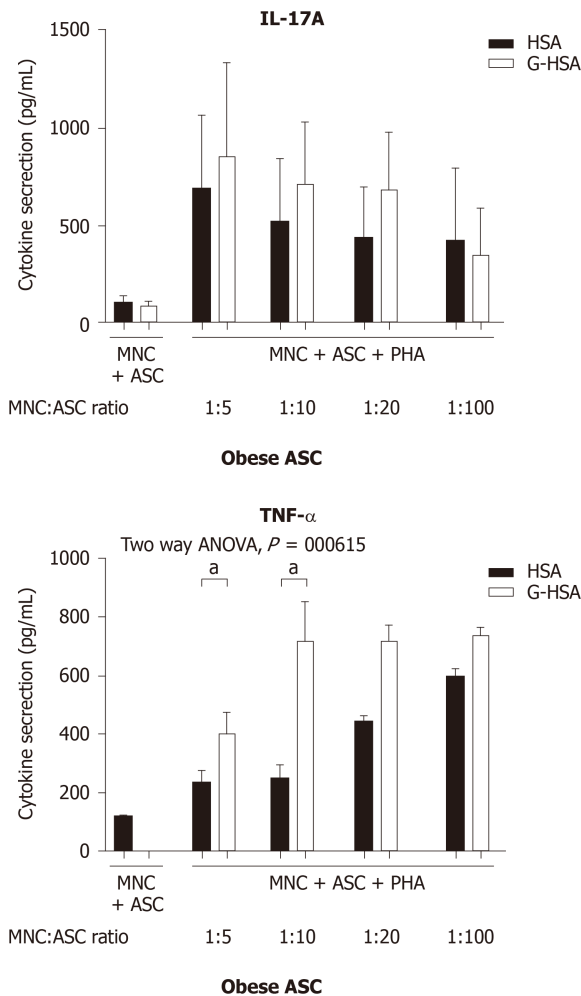 IL-17A
1500
1000
500
0
Cytokine secrection (pg/mL)
HSA
G-HSA
MNC
+ ASC
MNC + ASC + PHA
MNC:ASC ratio 1:5 1:10 1:20 1:100
Obese ASC
TNF-α
Two way ANOVA, P = 000615
1000
800
600
400
200
0
Cytokine secrection (pg/mL)
a a
HSA
G-HSA
MNC
+ ASC
MNC + ASC + PHA
MNC:ASC ratio 1:5 1:10 1:20 1:100
Obese ASC